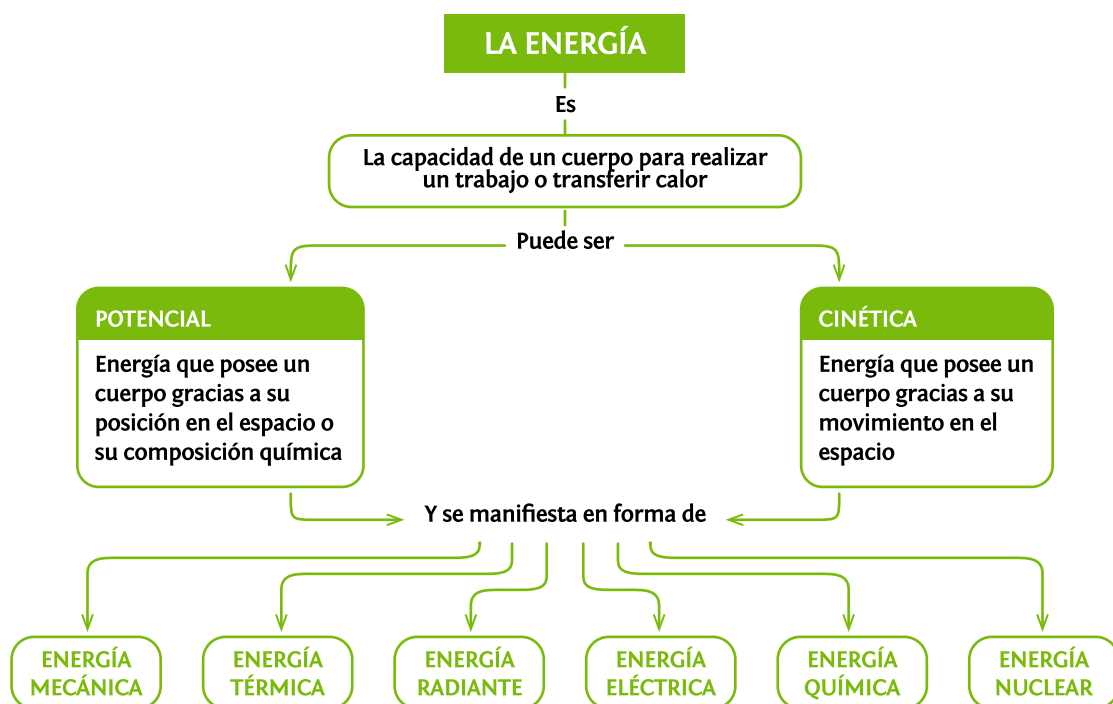 LA ENERGÍA
Es
La capacidad de un cuerpo para realizar
un trabajo o transferir calor
Puede ser
POTENCIAL
Energía que posee un
cuerpo gracias a su
posición en el espacio o
su composición química
CINÉTICA
Energía que posee un
cuerpo gracias a su
movimiento en el
espacio
Y se manifiesta en forma de
ENERGÍA
MECÁNICA
ENERGÍA
TÉRMICA
ENERGÍA
RADIANTE
ENERGÍA
ELÉCTRICA
ENERGÍA
QUÍMICA
ENERGÍA
NUCLEAR